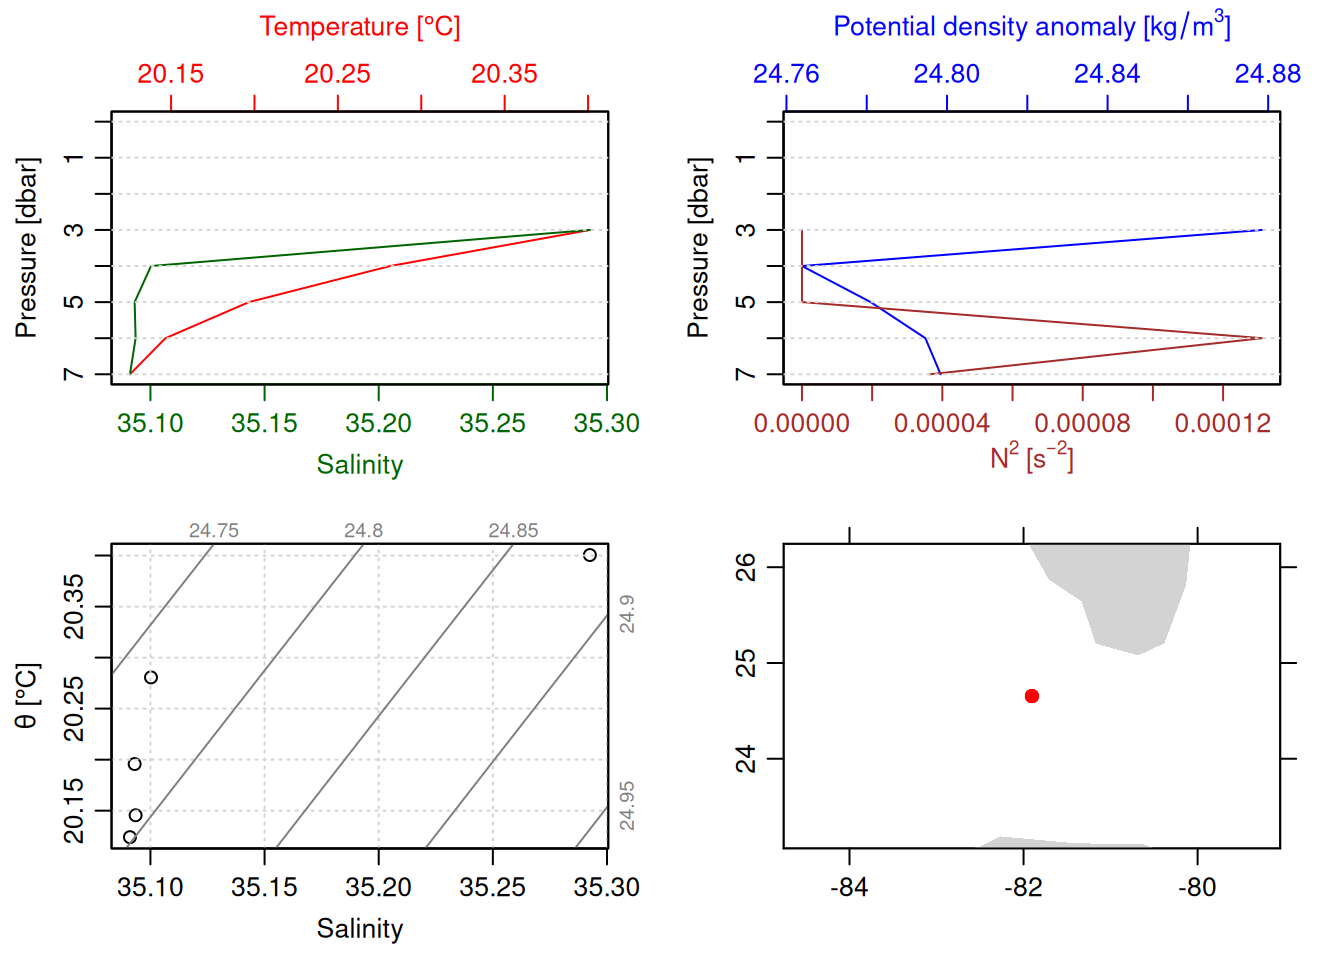 Temperature [°C]
20.15 20.25 20.35
Pressure [dbar]
1
3
5
7
35.10 35.15 35.20 35.25 35.30
Salinity
Potential density anomaly [kg/m³]
24.76 24.80 24.84 24.88
Pressure [dbar]
1
3
5
7
0.00000 0.00004 0.00008 0.00012
N² [s⁻²]
24.75 24.8 24.85
24.9
24.95
θ [°C]
20.35
20.25
20.15
35.10 35.15 35.20 35.25 35.30
Salinity
26
25
24
-84 -82 -80